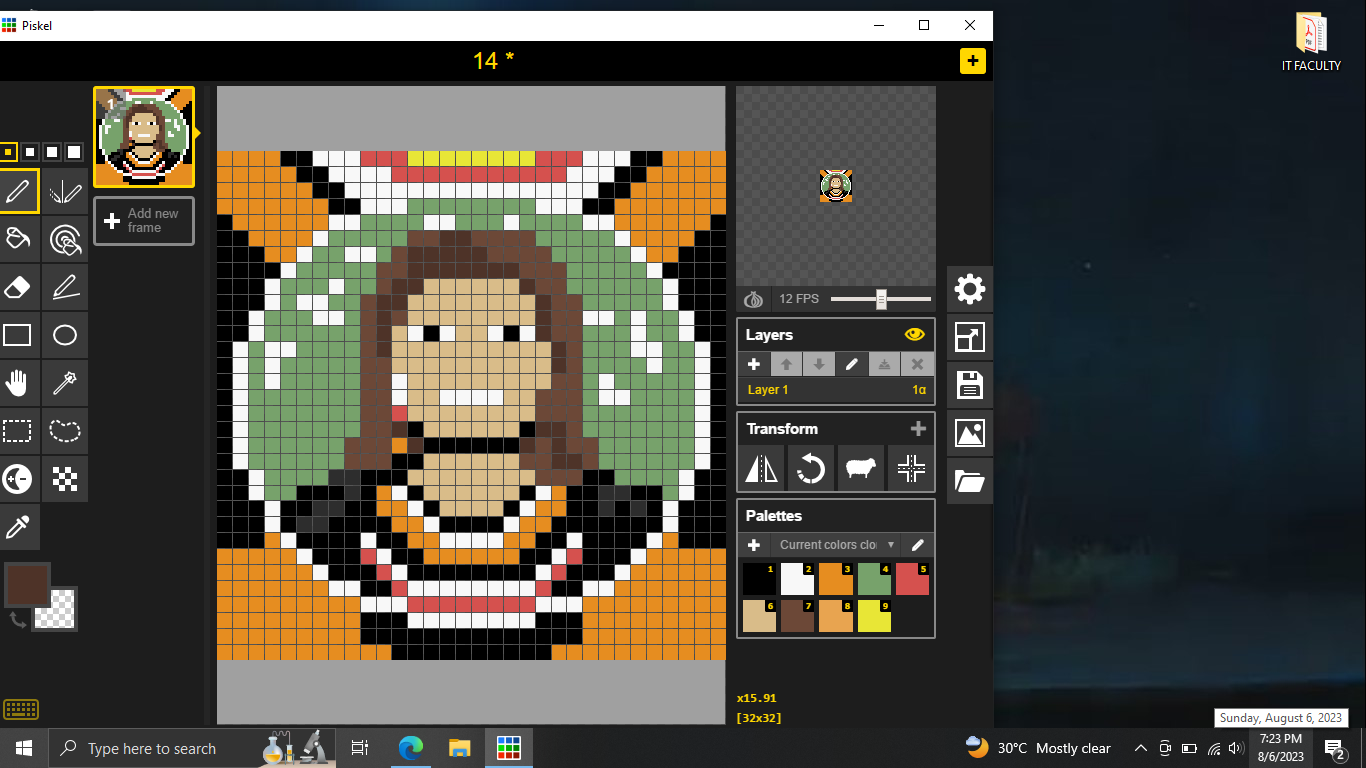 Piskel
14 *
+
IT FACULTY
1
Add new
frame
12 FPS
Layers
Layer 1
1α
Transform
Palettes
Current colors clo
1 2 3 4 5
6 7 8 9
x15.91
[32x32]
Sunday, August 6, 2023
Type here to search
30°C Mostly clear
7:23 PM
8/6/2023
2